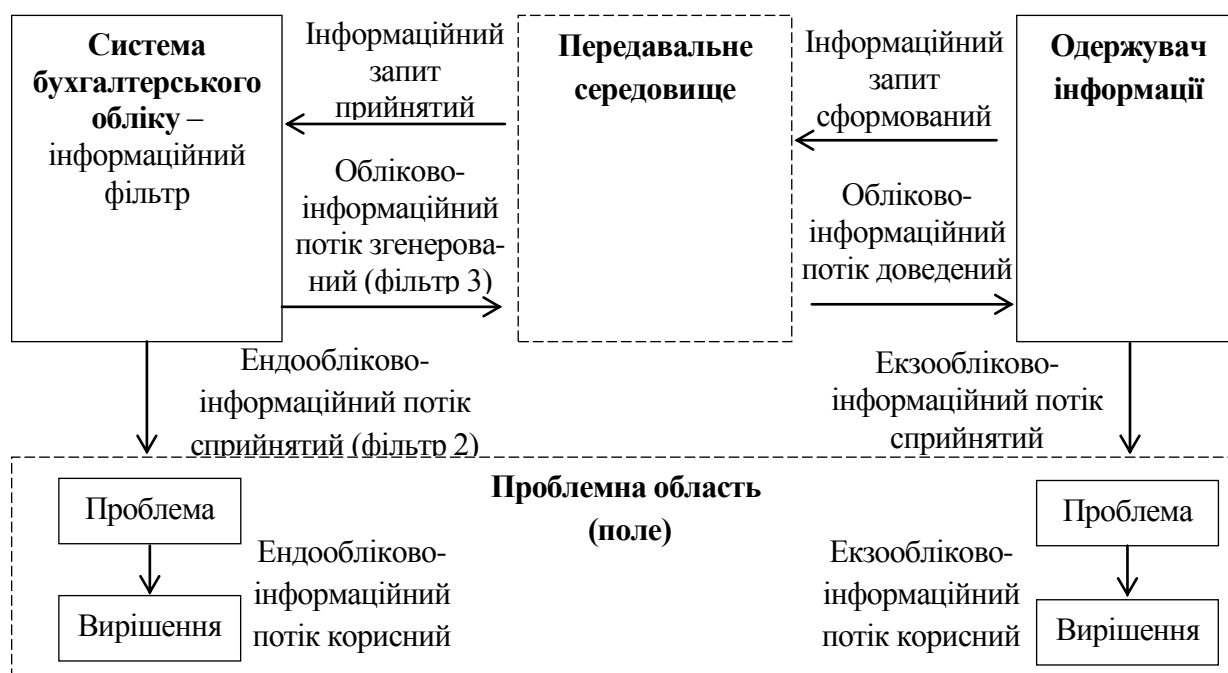 Система
бухгалтерського
обліку –
інформаційний
фільтр
Інформаційний
запит
прийнятий
Обліково-
інформаційний
потік згенерова-
ний (фільтр 3)
Передавальне
середовище
Інформаційний
запит
сформований
Обліково-
інформаційний
потік доведений
Одержувач
інформації
Ендообліково-
інформаційний потік
сприйнятий (фільтр 2)
Екзообліково-
інформаційний потік
сприйнятий
Проблемна область
(поле)
Проблема
Вирішення
Ендообліково-
інформаційний
потік корисний
Екзообліково-
інформаційний
потік корисний
Проблема
Вирішення